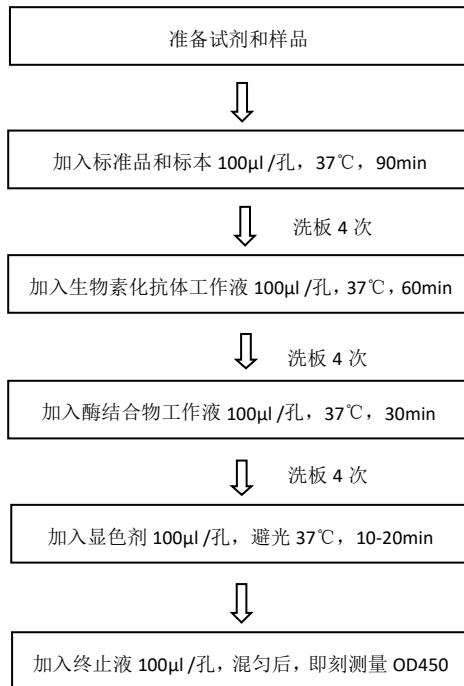 准备试剂和样品
加入标准品和标本 100μl /孔，37℃，90min
洗板 4 次
加入生物素化抗体工作液 100μl /孔，37℃，60min
洗板 4 次
加入酶结合物工作液 100μl /孔，37℃，30min
洗板 4 次
加入显色剂 100μl /孔，避光 37℃，10-20min
加入终止液 100μl /孔，混匀后，即刻测量 OD450